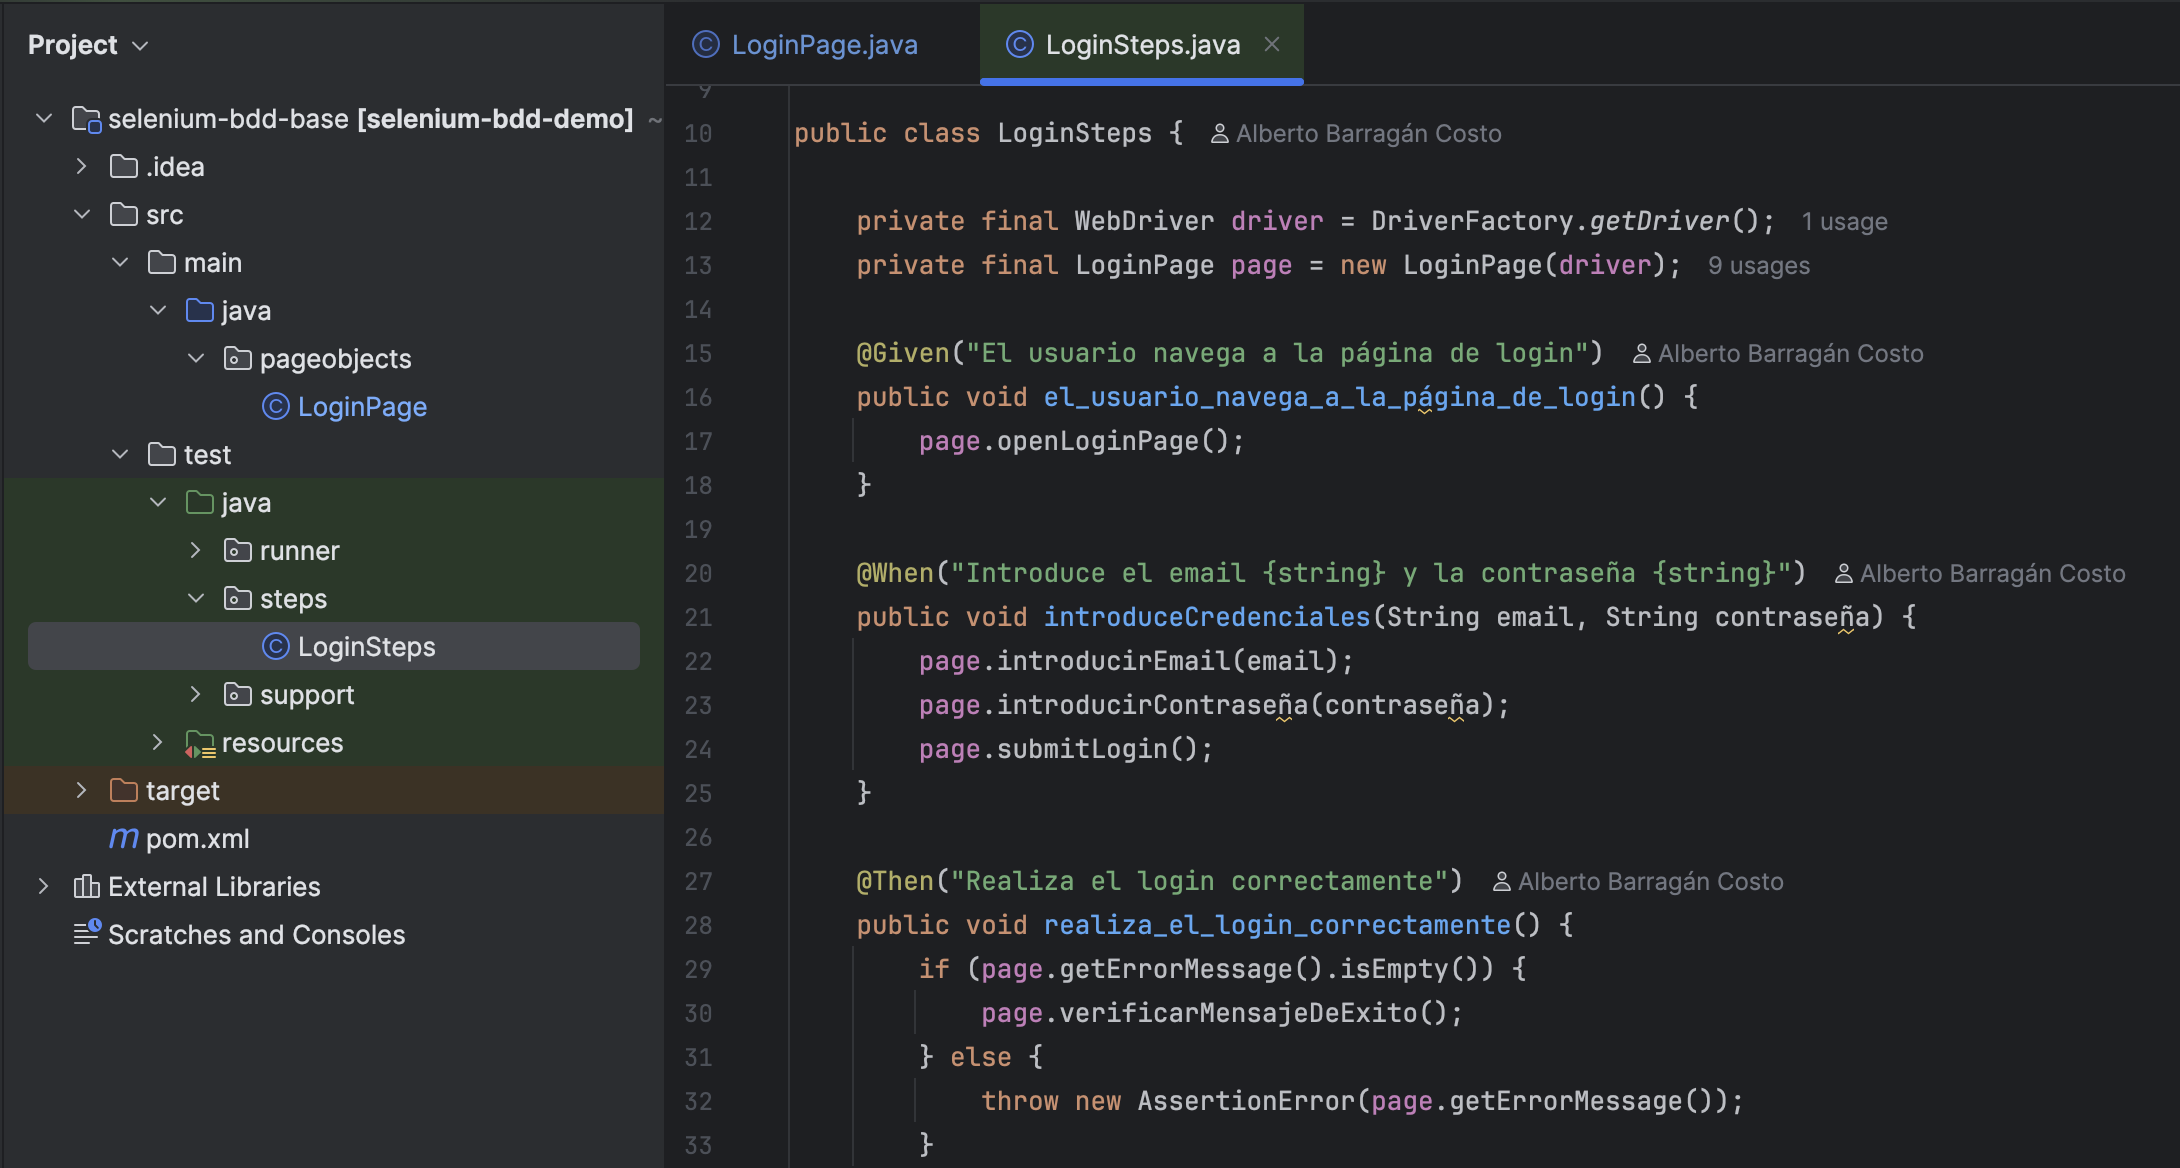 Project
selenium-bdd-base [selenium-bdd-demo] ~
.idea
src
main
java
pageobjects
LoginPage
test
java
runner
steps
LoginSteps
support
resources
target
pom.xml
External Libraries
Scratches and Consoles
LoginPage.java
LoginSteps.java
9
10 public class LoginSteps { Alberto Barragán Costo
11
12 private final WebDriver driver = DriverFactory.getDriver(); 1 usage
13 private final LoginPage page = new LoginPage(driver); 9 usages
14
15 @Given("El usuario navega a la página de login") Alberto Barragán Costo
16 public void el_usuario_navega_a_la_página_de_login() {
17 page.openLoginPage();
18 }
19
20 @When("Introduce el email {string} y la contraseña {string}") Alberto Barragán Costo
21 public void introduceCredenciales(String email, String contraseña) {
22 page.introducirEmail(email);
23 page.introducirContraseña(contraseña);
24 page.submitLogin();
25 }
26
27 @Then("Realiza el login correctamente") Alberto Barragán Costo
28 public void realiza_el_login_correctamente() {
29 if (page.getErrorMessage().isEmpty()) {
30 page.verificarMensajeDeExito();
31 } else {
32 throw new AssertionError(page.getErrorMessage());
33 }